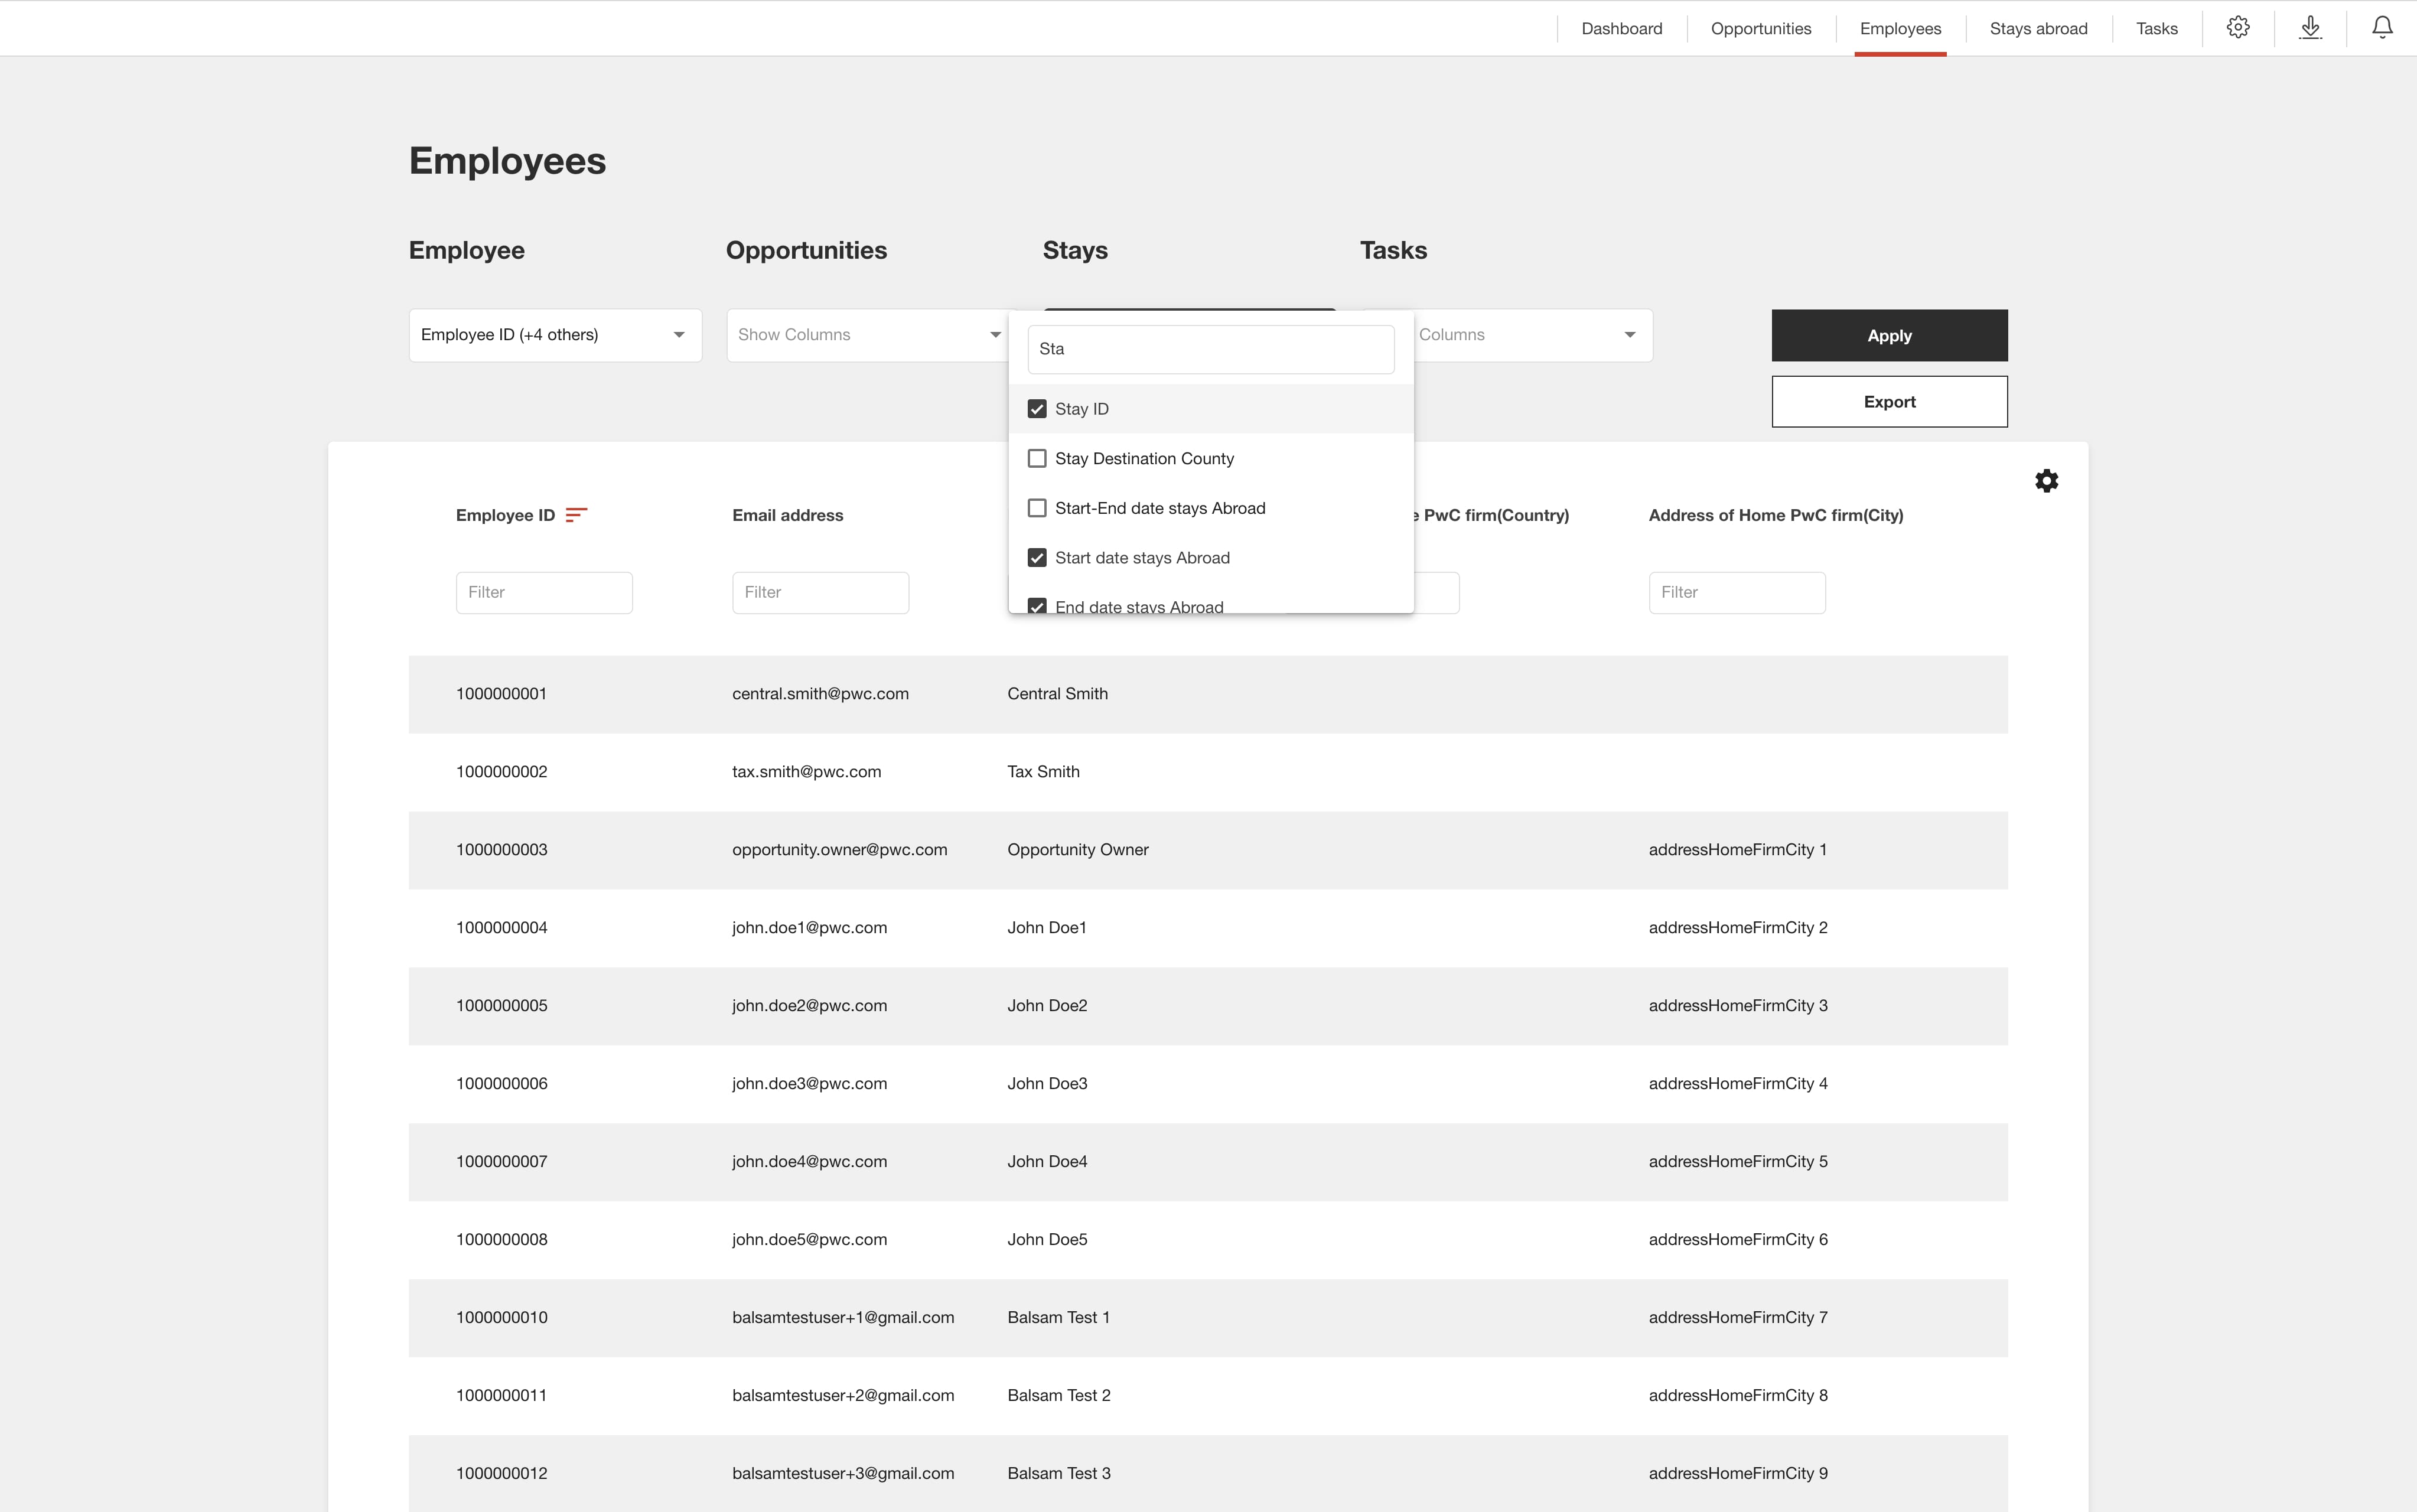 Dashboard Opportunities Employees Stays abroad Tasks
Employees
Employee Opportunities Stays Tasks
Employee ID (+4 others) Show Columns Columns Apply
Sta
Export
Stay ID
Stay Destination County
Start-End date stays Abroad
Start date stays Abroad
End date stays Abroad
Employee ID Email address PwC firm(Country) Address of Home PwC firm(City)
Filter Filter Filter
1000000001 central.smith@pwc.com Central Smith
1000000002 tax.smith@pwc.com Tax Smith
1000000003 opportunity.owner@pwc.com Opportunity Owner addressHomeFirmCity 1
1000000004 john.doe1@pwc.com John Doe1 addressHomeFirmCity 2
1000000005 john.doe2@pwc.com John Doe2 addressHomeFirmCity 3
1000000006 john.doe3@pwc.com John Doe3 addressHomeFirmCity 4
1000000007 john.doe4@pwc.com John Doe4 addressHomeFirmCity 5
1000000008 john.doe5@pwc.com John Doe5 addressHomeFirmCity 6
1000000010 balsamtestuser+1@gmail.com Balsam Test 1 addressHomeFirmCity 7
1000000011 balsamtestuser+2@gmail.com Balsam Test 2 addressHomeFirmCity 8
1000000012 balsamtestuser+3@gmail.com Balsam Test 3 addressHomeFirmCity 9